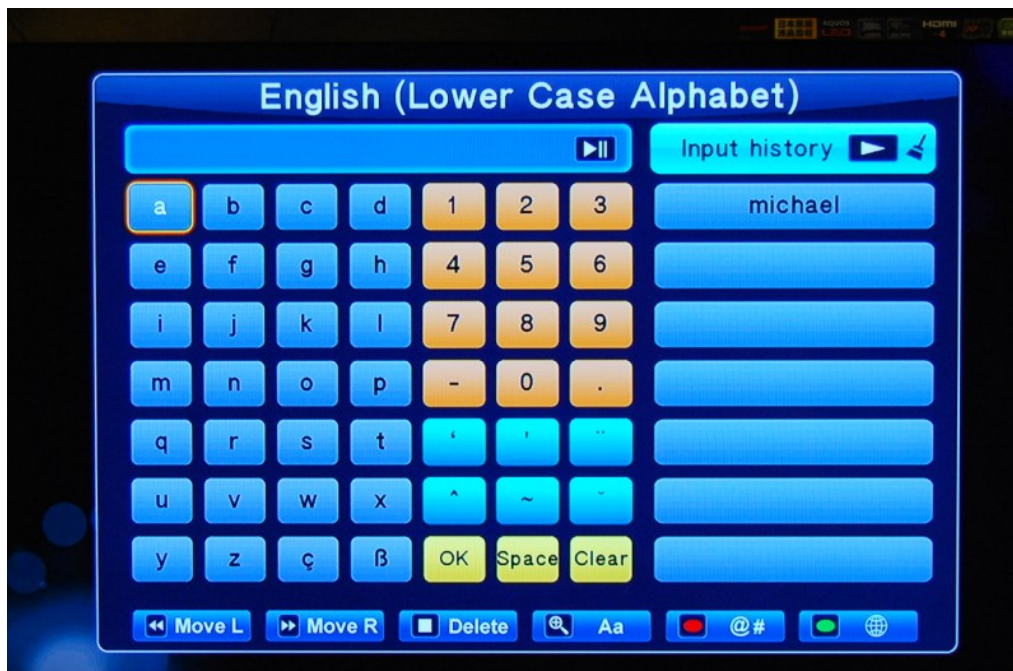 AQUOS
LED
HDMI
-4
English (Lower Case Alphabet)
Input history
a b c d 1 2 3 michael
e f g h 4 5 6
i j k l 7 8 9
m n o p - 0 .
q r s t ‘ ' ¨
u v w x ^ ~ ˘
y z ç ß OK Space Clear
Move L Move R Delete Aa @#